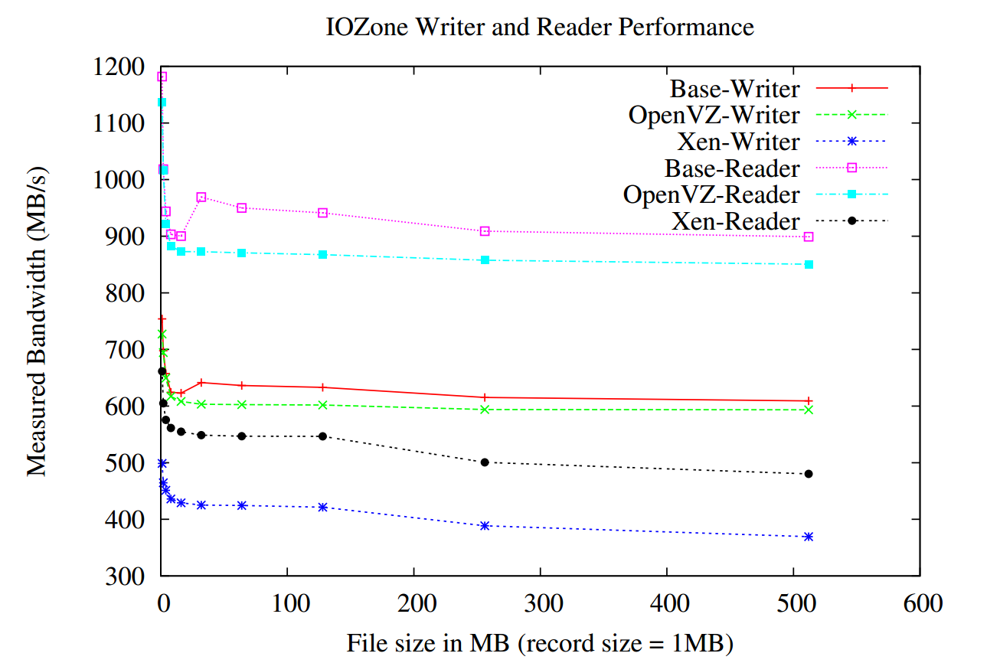 IOZone Writer and Reader Performance
1200
1100
1000
900
800
700
600
500
400
300
Measured Bandwidth (MB/s)
Base-Writer
OpenVZ-Writer
Xen-Writer
Base-Reader
OpenVZ-Reader
Xen-Reader
0 100 200 300 400 500 600
File size in MB (record size = 1MB)